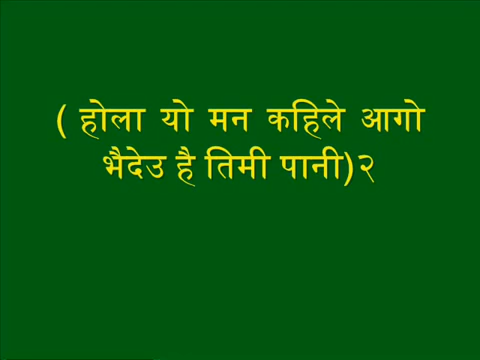 ( होला यो मन कहिले आगो
भैदेउ है तिमी पानी)२